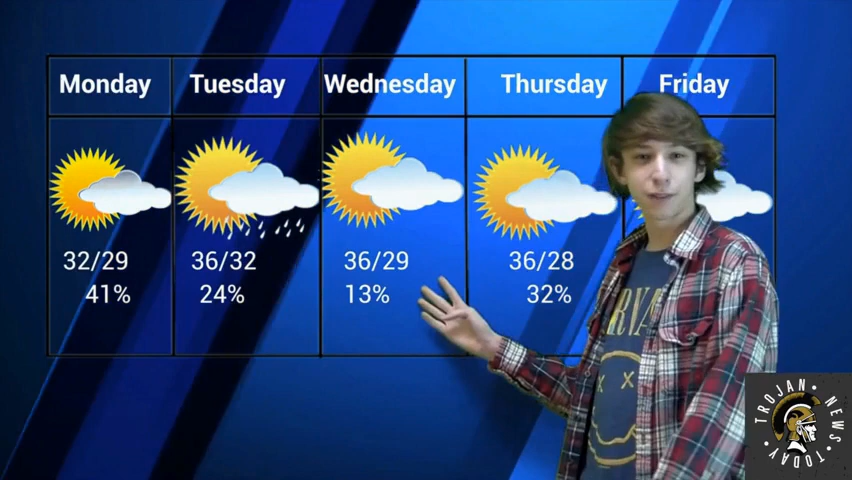 Monday Tuesday Wednesday Thursday Friday
32/29 36/32 36/29 36/28
41% 24% 13% 32%
TROJAN • NEWS • TODAY •